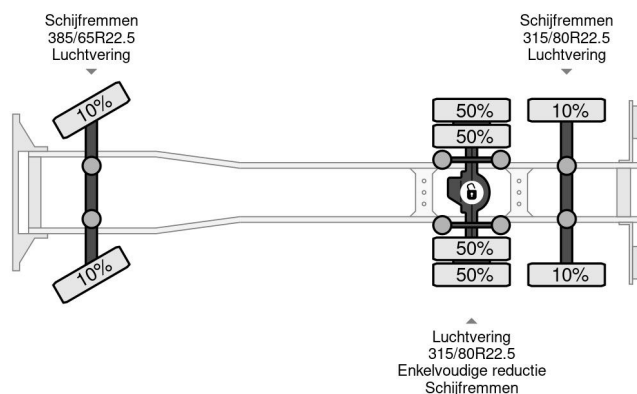 Schijfremmen
385/65R22.5
Luchtvering
Schijfremmen
315/80R22.5
Luchtvering
10%
50%
10%
50%
50%
10%
50%
10%
Luchtvering
315/80R22.5
Enkelvoudige reductie
Schijfremmen